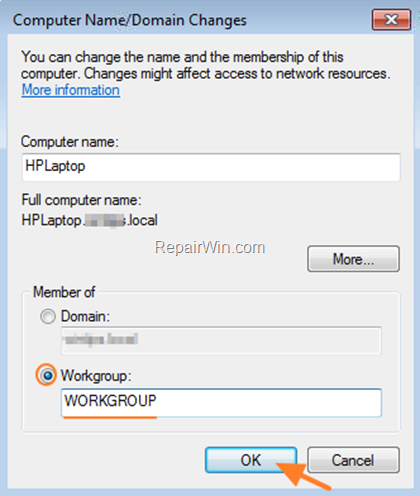 Computer Name/Domain Changes
You can change the name and the membership of this
computer. Changes might affect access to network resources.
More information
Computer name:
HPLaptop
Full computer name:
HPLaptop. .local
RepairWin.com
More...
Member of
Domain:
.local
Workgroup:
WORKGROUP
OK
Cancel